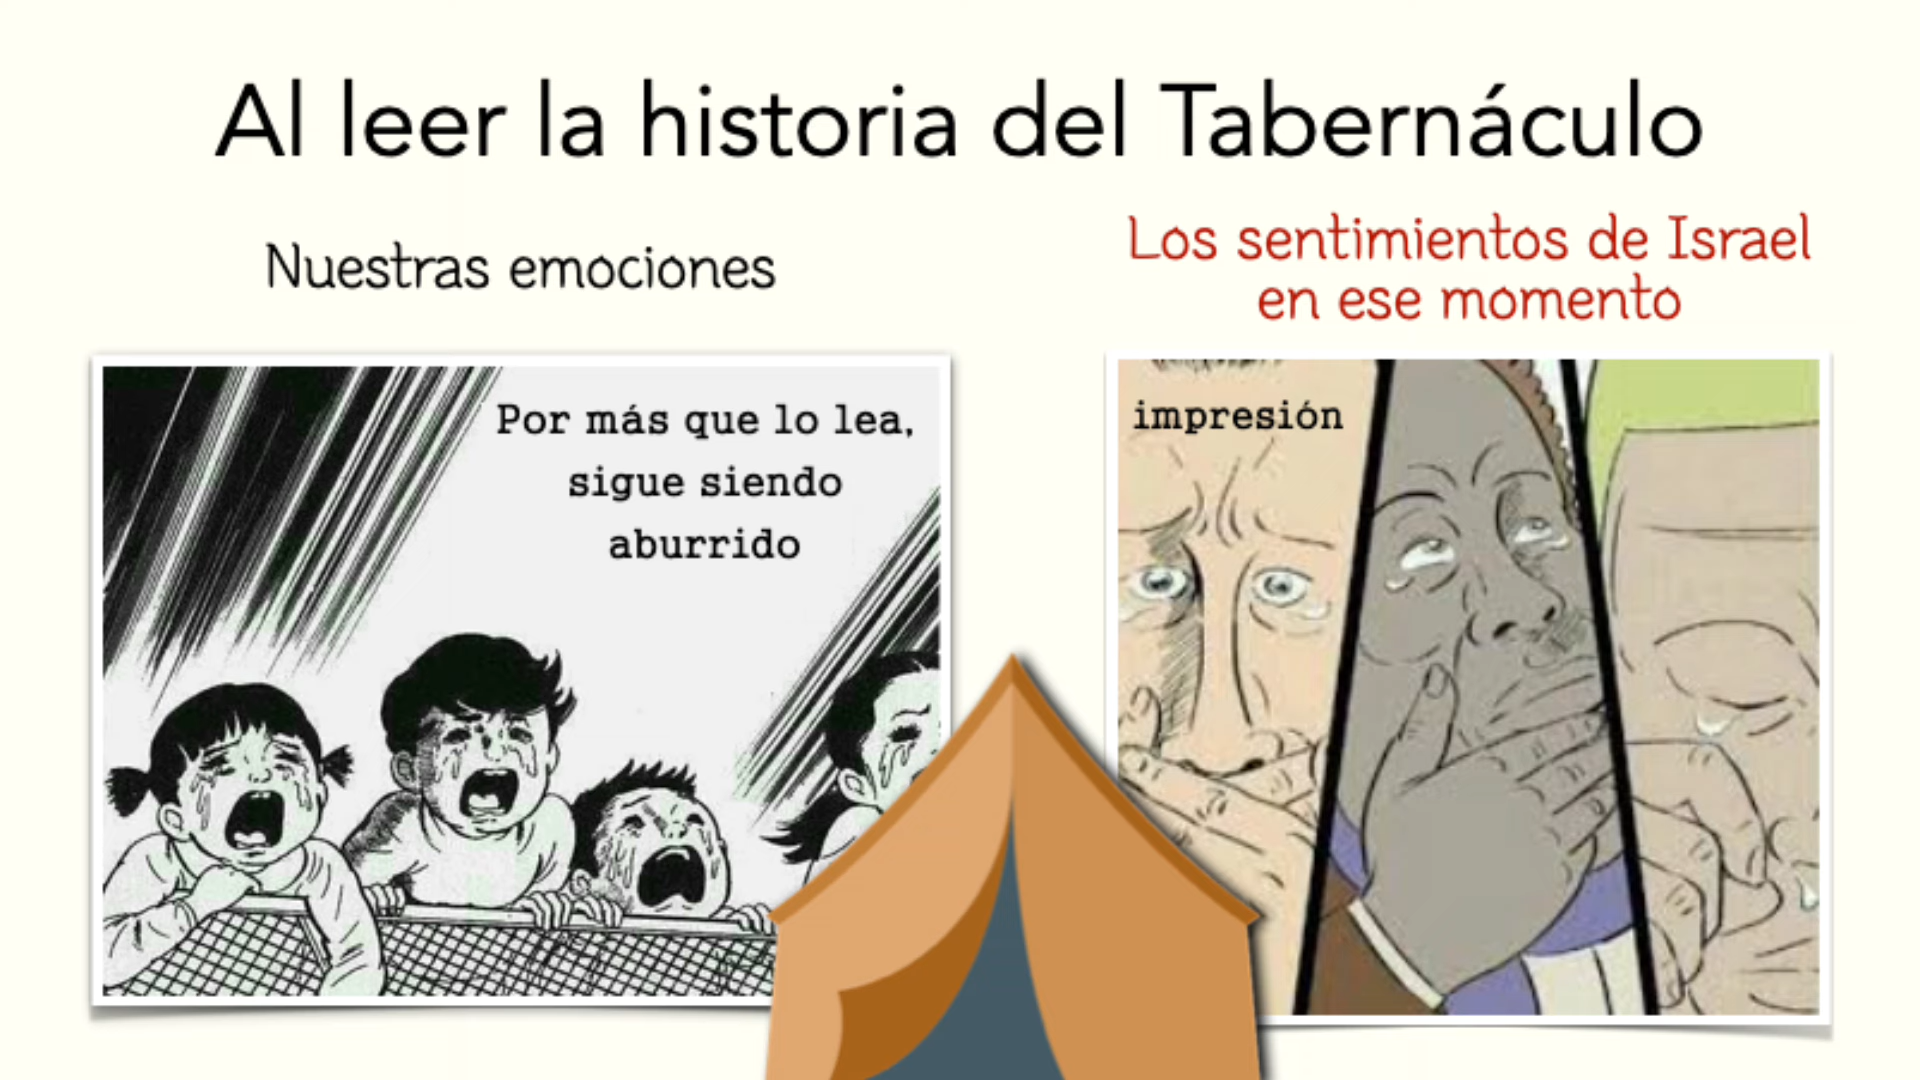 Al leer la historia del Tabernáculo
Nuestras emociones
Los sentimientos de Israel
en ese momento
Por más que lo lea,
sigue siendo
aburrido
impresión